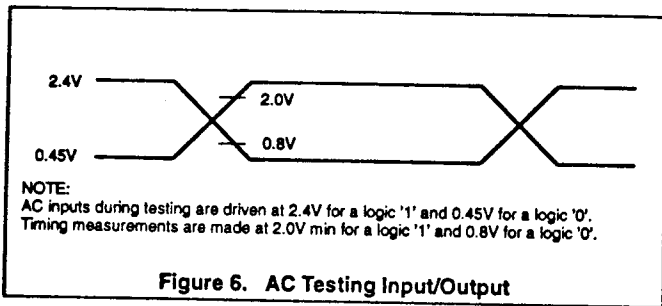 2.4V
2.0V
0.8V
0.45V
NOTE:
AC inputs during testing are driven at 2.4V for a logic '1' and 0.45V for a logic '0'.
Timing measurements are made at 2.0V min for a logic '1' and 0.8V for a logic '0'.
Figure 6. AC Testing Input/Output